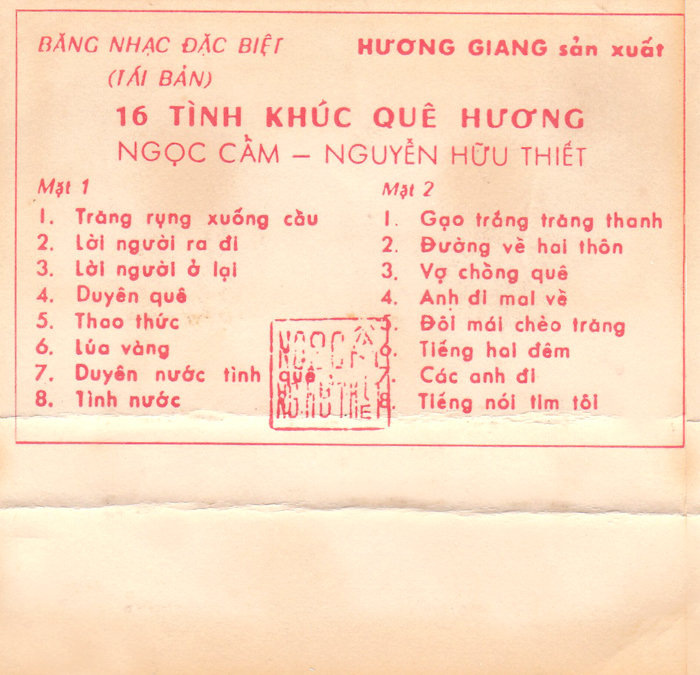 BĂNG NHẠC ĐẶC BIỆT
(TÁI BẢN)
HƯƠNG GIANG sản xuất
16 TÌNH KHÚC QUÊ HƯƠNG
NGỌC CẨM – NGUYỄN HỮU THIẾT
Mặt 1
1. Trăng rụng xuống cầu
2. Lời người ra đi
3. Lời người ở lại
4. Duyên quê
5. Thao thức
6. Lúa vàng
7. Duyên nước tình quê
8. Tình nước
Mặt 2
1. Gạo trắng trăng thanh
2. Đường về hai thôn
3. Vợ chồng quê
4. Anh đi mai về
5. Đôi mái chèo trăng
6. Tiếng hai đêm
7. Các anh đi
8. Tiếng nói tim tôi